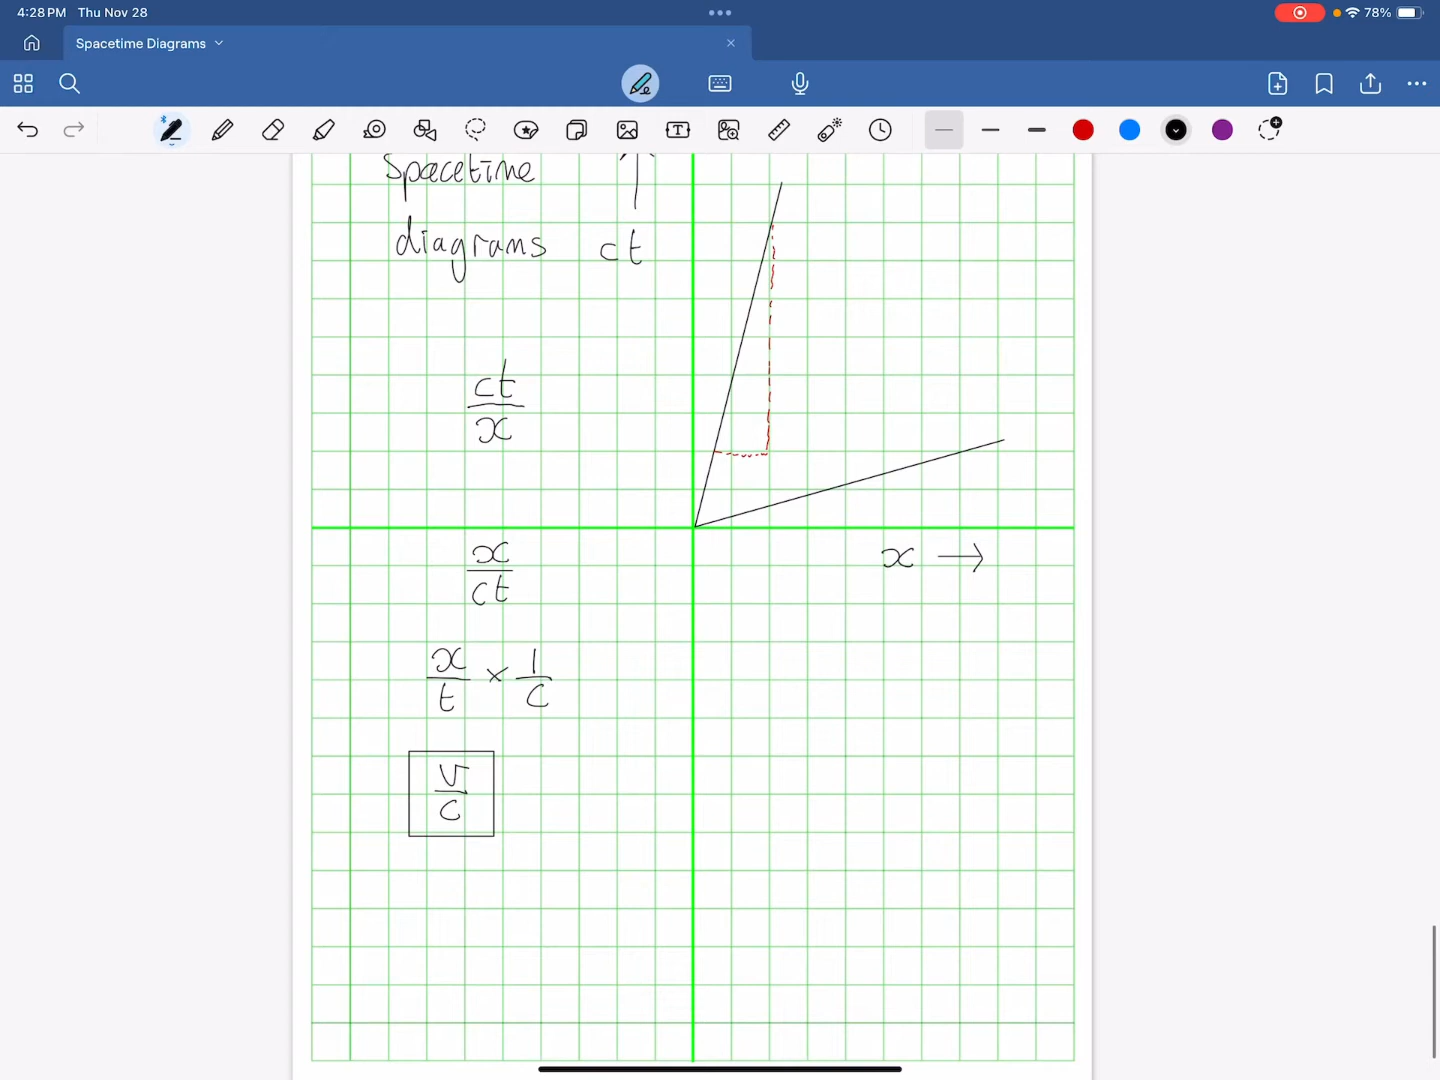 4:28 PM Thu Nov 28
78%
Spacetime Diagrams
Spacetime
diagrams ct
ct
x
x
ct
x × 1
t c
v
c
x →